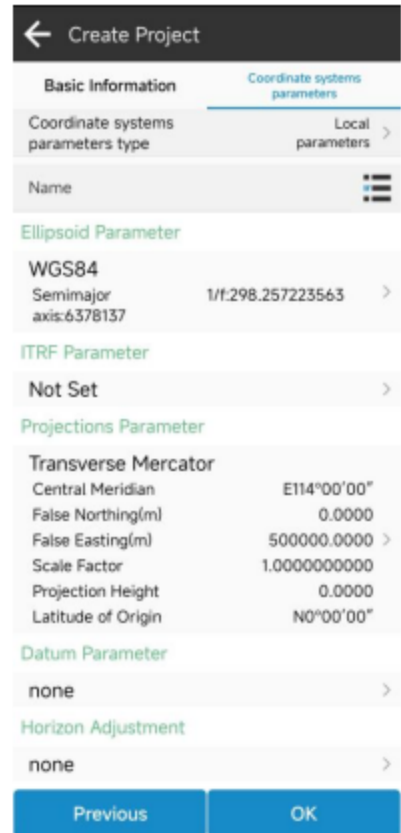 Create Project
Basic Information
Coordinate systems
parameters
Coordinate systems
parameters type
Local
parameters
Name
Ellipsoid Parameter
WGS84
Semimajor
axis:6378137
1/f:298.257223563
ITRF Parameter
Not Set
Projections Parameter
Transverse Mercator
Central Meridian E114°00'00"
False Northing(m) 0.0000
False Easting(m) 500000.0000
Scale Factor 1.0000000000
Projection Height 0.0000
Latitude of Origin N0°00'00"
Datum Parameter
none
Horizon Adjustment
none
Previous OK